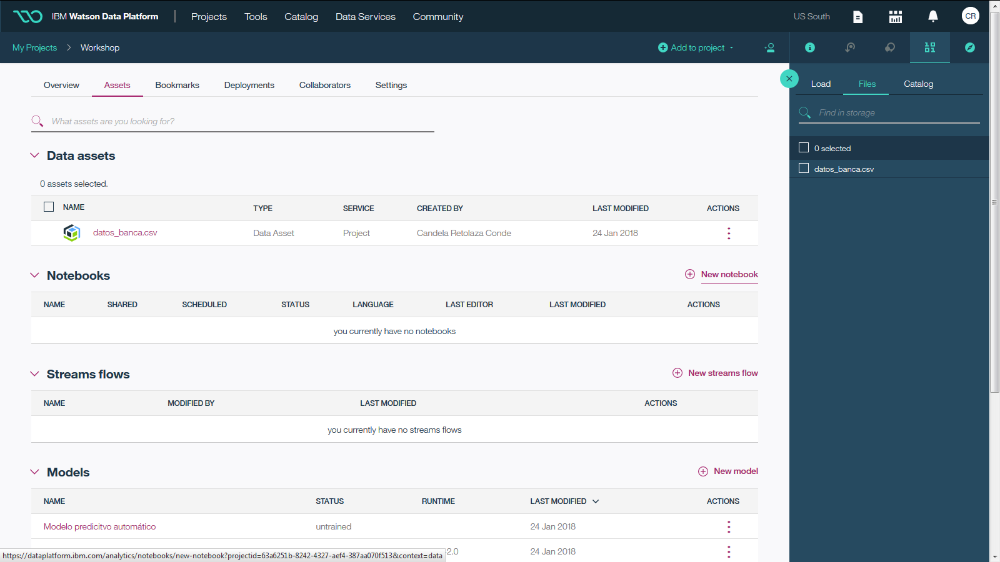 IBM Watson Data Platform Projects Tools Catalog Data Services Community US South CR
My Projects Workshop Add to project
Overview Assets Bookmarks Deployments Collaborators Settings
Load Files Catalog
What assets are you looking for?
Find in storage
0 selected
datos_banca.csv
Data assets
0 assets selected.
NAME TYPE SERVICE CREATED BY LAST MODIFIED ACTIONS
datos_banca.csv Data Asset Project Candela Retolaza Conde 24 Jan 2018
Notebooks New notebook
NAME SHARED SCHEDULED STATUS LANGUAGE LAST EDITOR LAST MODIFIED ACTIONS
you currently have no notebooks
Streams flows New streams flow
NAME MODIFIED BY LAST MODIFIED ACTIONS
you currently have no streams flows
Models New model
NAME STATUS RUNTIME LAST MODIFIED ACTIONS
Modelo predicitvo automático untrained 24 Jan 2018
-2.0 24 Jan 2018
https://dataplatform.ibm.com/analytics/notebooks/new-notebook?projectid=63a6251b-8242-4327-aef4-387aa070f513&context=data